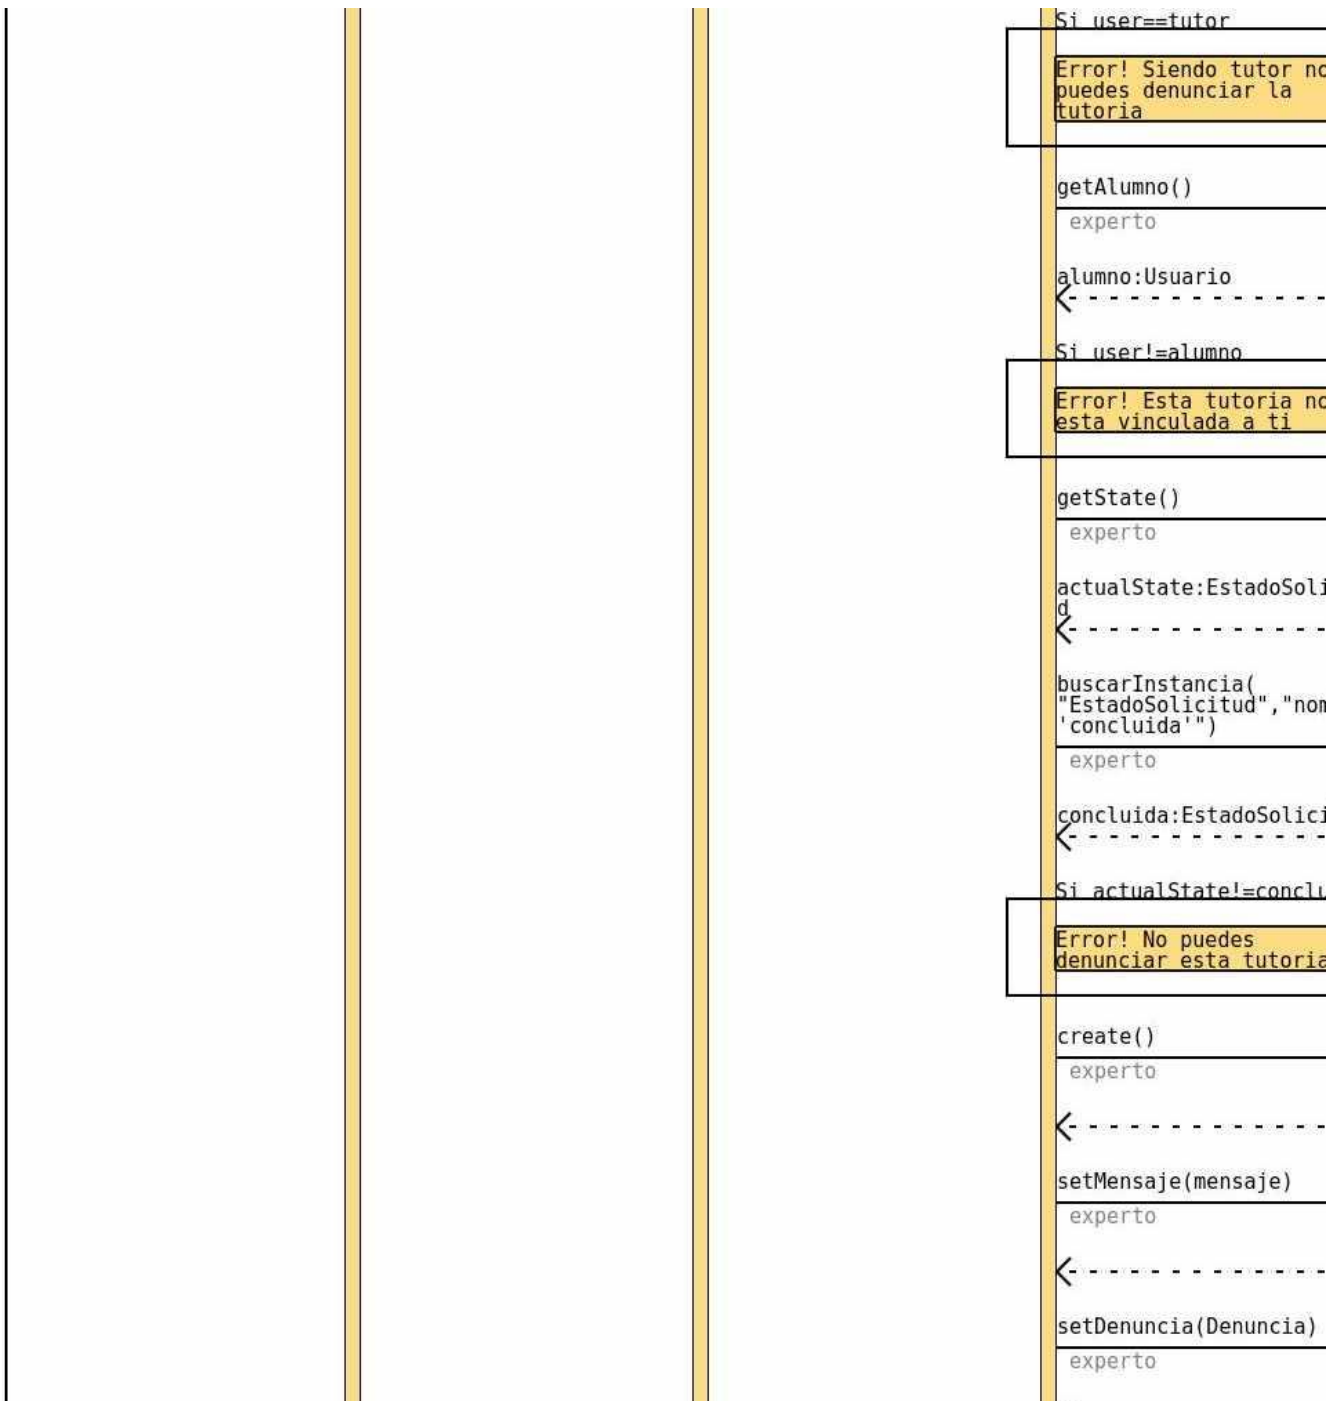 Si user==tutor
Error! Siendo tutor no
puedes denunciar la
tutoria
getAlumno()
experto
alumno:Usuario
Si user!=alumno
Error! Esta tutoria no
esta vinculada a ti
getState()
experto
actualState:EstadoSoli
d
buscarInstancia(
"EstadoSolicitud","nom
'concluida'")
experto
concluida:EstadoSolici
Si actualState!=conclu
Error! No puedes
denunciar esta tutoria
create()
experto
setMensaje(mensaje)
experto
setDenuncia(Denuncia)
experto